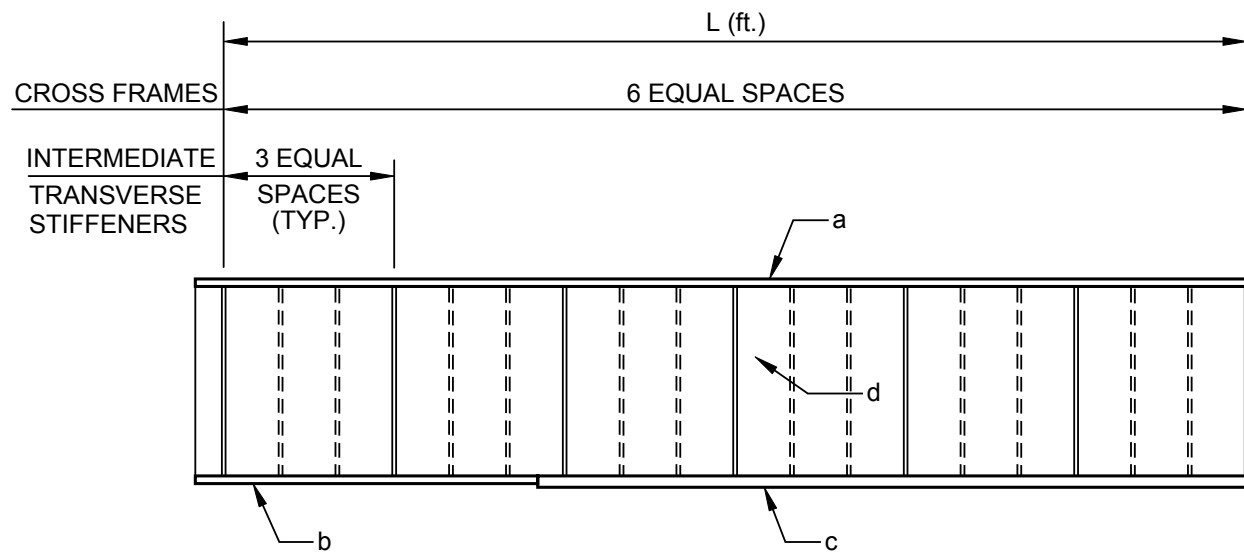 L (ft.)
CROSS FRAMES
6 EQUAL SPACES
INTERMEDIATE
TRANSVERSE
STIFFENERS
3 EQUAL
SPACES
(TYP.)
a
d
b
c